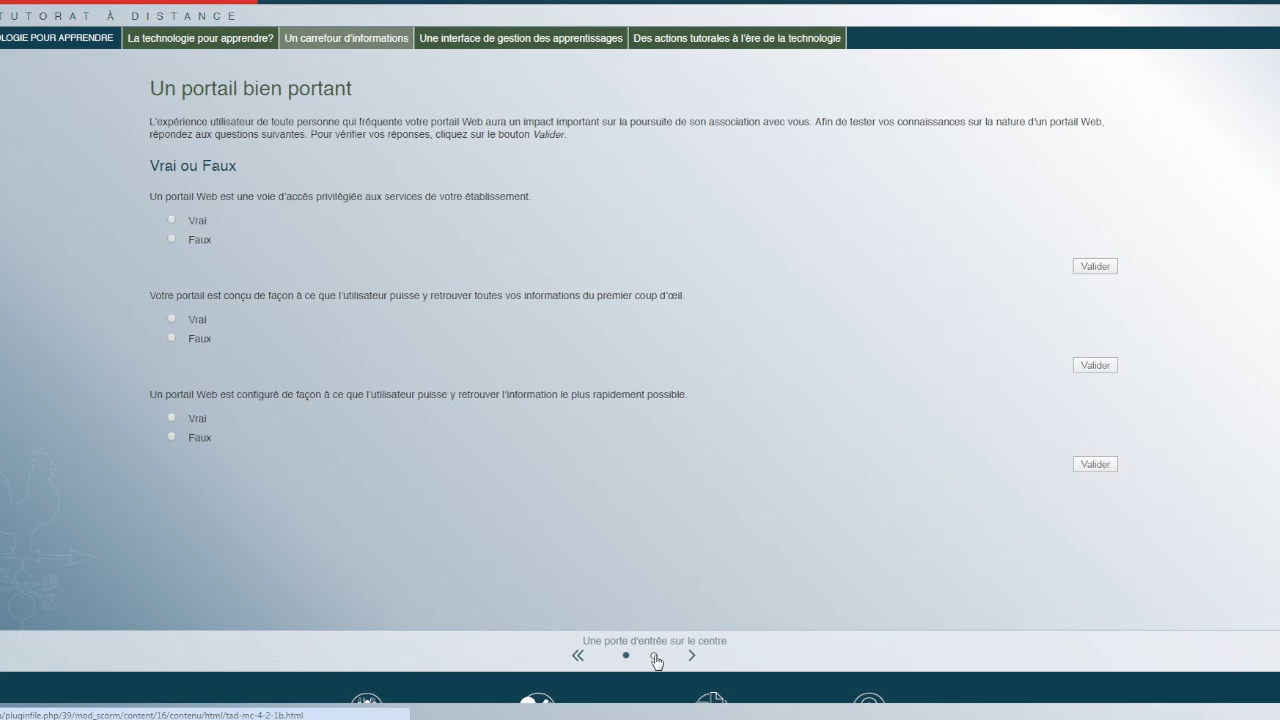 TUTORAT À DISTANCE
OLOGIE POUR APPRENDRE La technologie pour apprendre? Un carrefour d'informations Une interface de gestion des apprentissages Des actions tutorales à l'ère de la technologie
Un portail bien portant
L'expérience utilisateur de toute personne qui fréquente votre portail Web aura un impact important sur la poursuite de son association avec vous. Afin de tester vos connaissances sur la nature d'un portail Web,
répondez aux questions suivantes. Pour vérifier vos réponses, cliquez sur le bouton Valider.
Vrai ou Faux
Un portail Web est une voie d'accès privilégiée aux services de votre établissement.
Vrai
Faux
Valider
Votre portail est conçu de façon à ce que l'utilisateur puisse y retrouver toutes vos informations du premier coup d'œil.
Vrai
Faux
Valider
Un portail Web est configuré de façon à ce que l'utilisateur puisse y retrouver l'information le plus rapidement possible.
Vrai
Faux
Valider
Une porte d'entrée sur le centre
/pluginfile.php/39/mod_scorm/content/16/contenu/html/tad-mc-4-2-1b.html